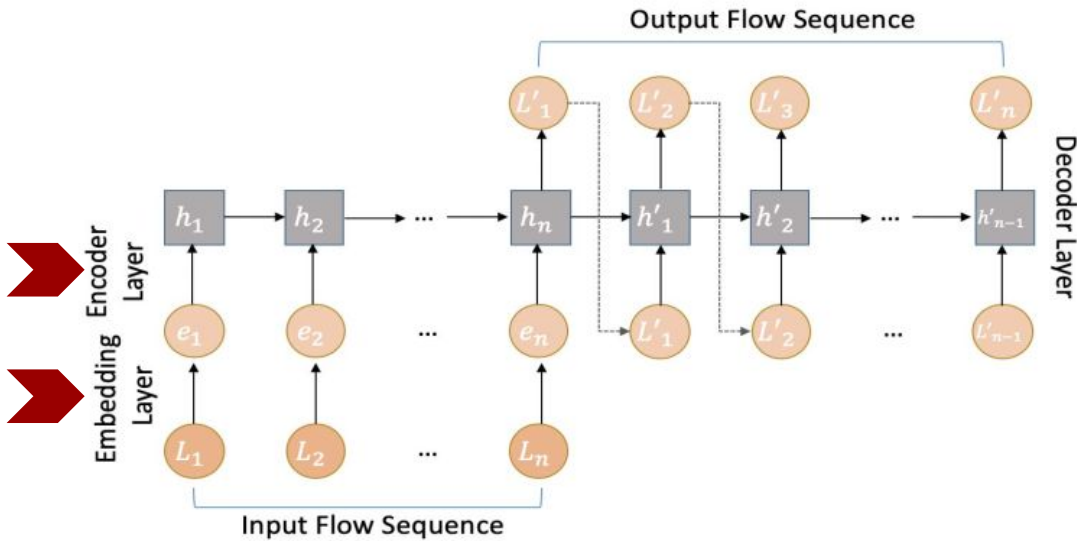 Output Flow Sequence
L'₁ L'₂ L'₃ L'ₙ
h₁ h₂ ... hₙ h'₁ h'₂ ... h'ₙ₋₁
Encoder
Layer
Decoder Layer
e₁ e₂ ... eₙ L'₁ L'₂ ... L'ₙ₋₁
Embedding
Layer
L₁ L₂ ... Lₙ
Input Flow Sequence